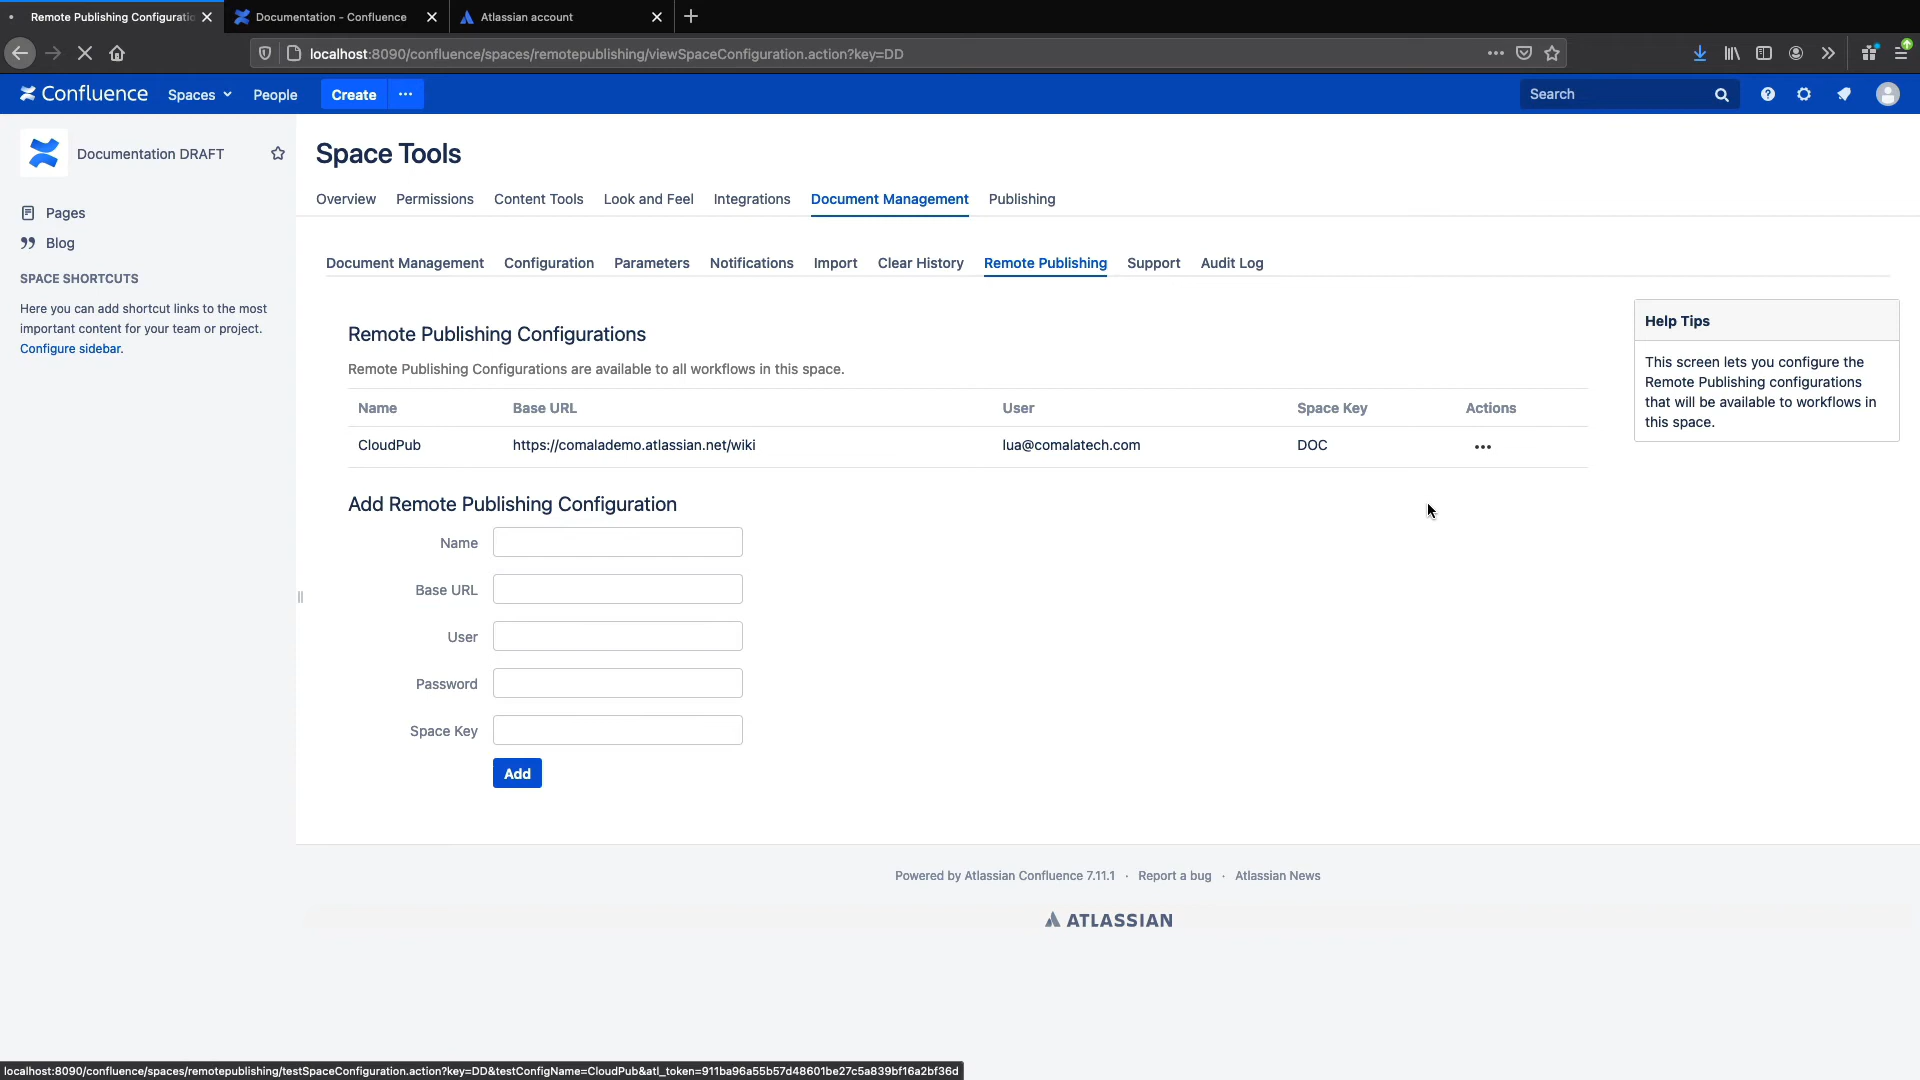 Remote Publishing Configuratio
Documentation - Confluence
Atlassian account
localhost:8090/confluence/spaces/remotepublishing/viewSpaceConfiguration.action?key=DD
Confluence
Spaces
People
Create
Search
Documentation DRAFT
Pages
Blog
SPACE SHORTCUTS
Here you can add shortcut links to the most
important content for your team or project.
Configure sidebar.
Space Tools
Overview Permissions Content Tools Look and Feel Integrations Document Management Publishing
Document Management Configuration Parameters Notifications Import Clear History Remote Publishing Support Audit Log
Remote Publishing Configurations
Remote Publishing Configurations are available to all workflows in this space.
Name Base URL User Space Key Actions
CloudPub https://comalademo.atlassian.net/wiki lua@comalatech.com DOC
Add Remote Publishing Configuration
Name
Base URL
User
Password
Space Key
Add
Help Tips
This screen lets you configure the
Remote Publishing configurations
that will be available to workflows in
this space.
Powered by Atlassian Confluence 7.11.1 · Report a bug · Atlassian News
ATLASSIAN
localhost:8090/confluence/spaces/remotepublishing/testSpaceConfiguration.action?key=DD&testConfigName=CloudPub&atl_token=911ba96a55b57d48601be27c5a839bf16a2bf36d